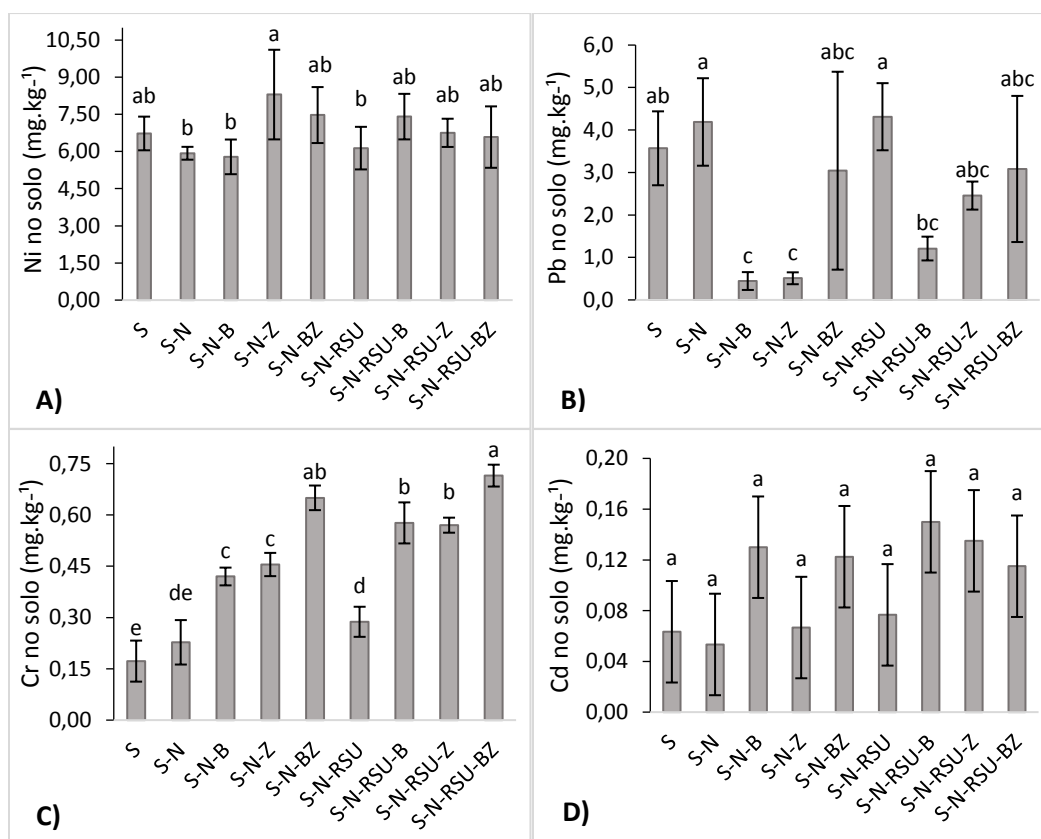 Ni no solo (mg.kg⁻¹)
10,50
9,00
7,50
6,00
4,50
3,00
1,50
0,00
ab
b
b
a
ab
b
ab
ab
ab
S
S-N
S-N-B
S-N-Z
S-N-BZ
S-N-RSU
S-N-RSU-B
S-N-RSU-Z
S-N-RSU-BZ
A)
Pb no solo (mg.kg⁻¹)
6,0
5,0
4,0
3,0
2,0
1,0
0,0
ab
a
c
c
abc
a
bc
abc
abc
S
S-N
S-N-B
S-N-Z
S-N-BZ
S-N-RSU
S-N-RSU-B
S-N-RSU-Z
S-N-RSU-BZ
B)
Cr no solo (mg.kg⁻¹)
0,75
0,60
0,45
0,30
0,15
0,00
e
de
c
c
ab
d
b
b
a
S
S-N
S-N-B
S-N-Z
S-N-BZ
S-N-RSU
S-N-RSU-B
S-N-RSU-Z
S-N-RSU-BZ
C)
Cd no solo (mg.kg⁻¹)
0,20
0,16
0,12
0,08
0,04
0,00
a
a
a
a
a
a
a
a
a
S
S-N
S-N-B
S-N-Z
S-N-BZ
S-N-RSU
S-N-RSU-B
S-N-RSU-Z
S-N-RSU-BZ
D)